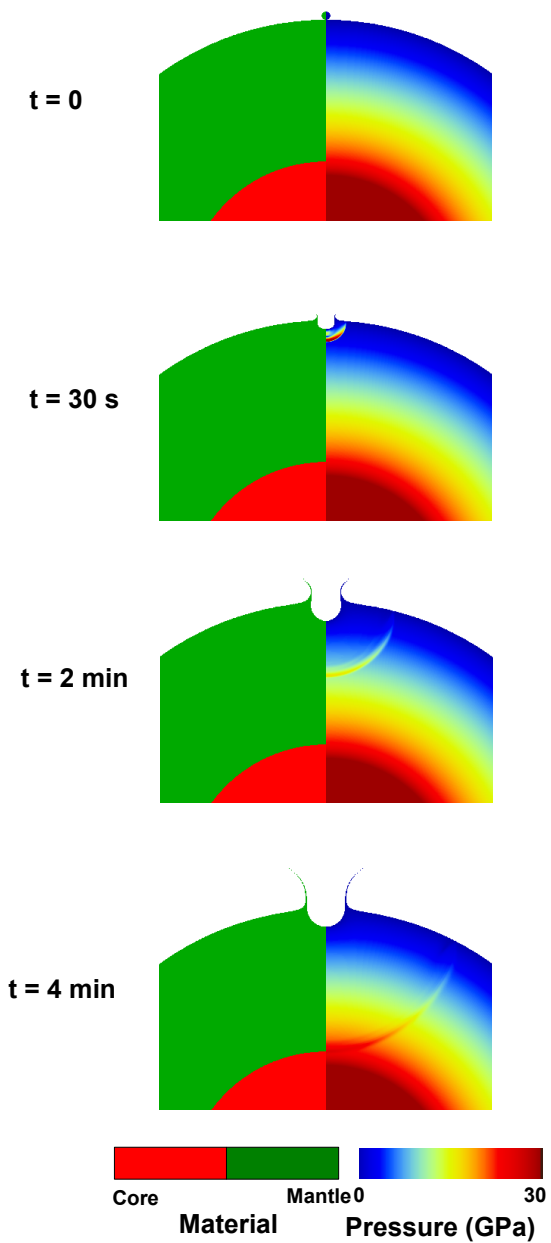 t = 0
t = 30 s
t = 2 min
t = 4 min
Core Mantle 0 30
Material Pressure (GPa)